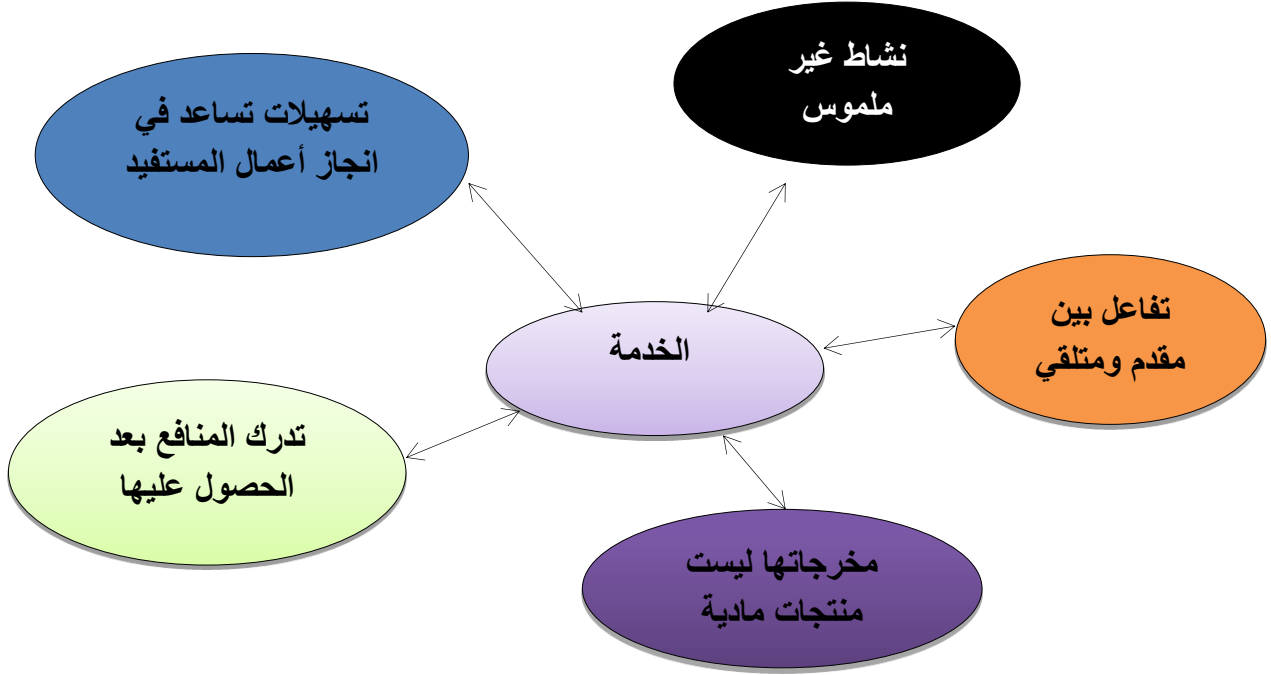 نشاط غير
ملموس
تسهيلات تساعد في
انجاز أعمال المستفيد
تفاعل بين
مقدم ومتلقي
الخدمة
تدرك المنافع بعد
الحصول عليها
مخرجاتها ليست
منتجات مادية